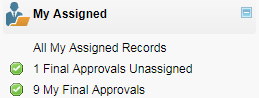 My Assigned
All My Assigned Records
1 Final Approvals Unassigned
9 My Final Approvals